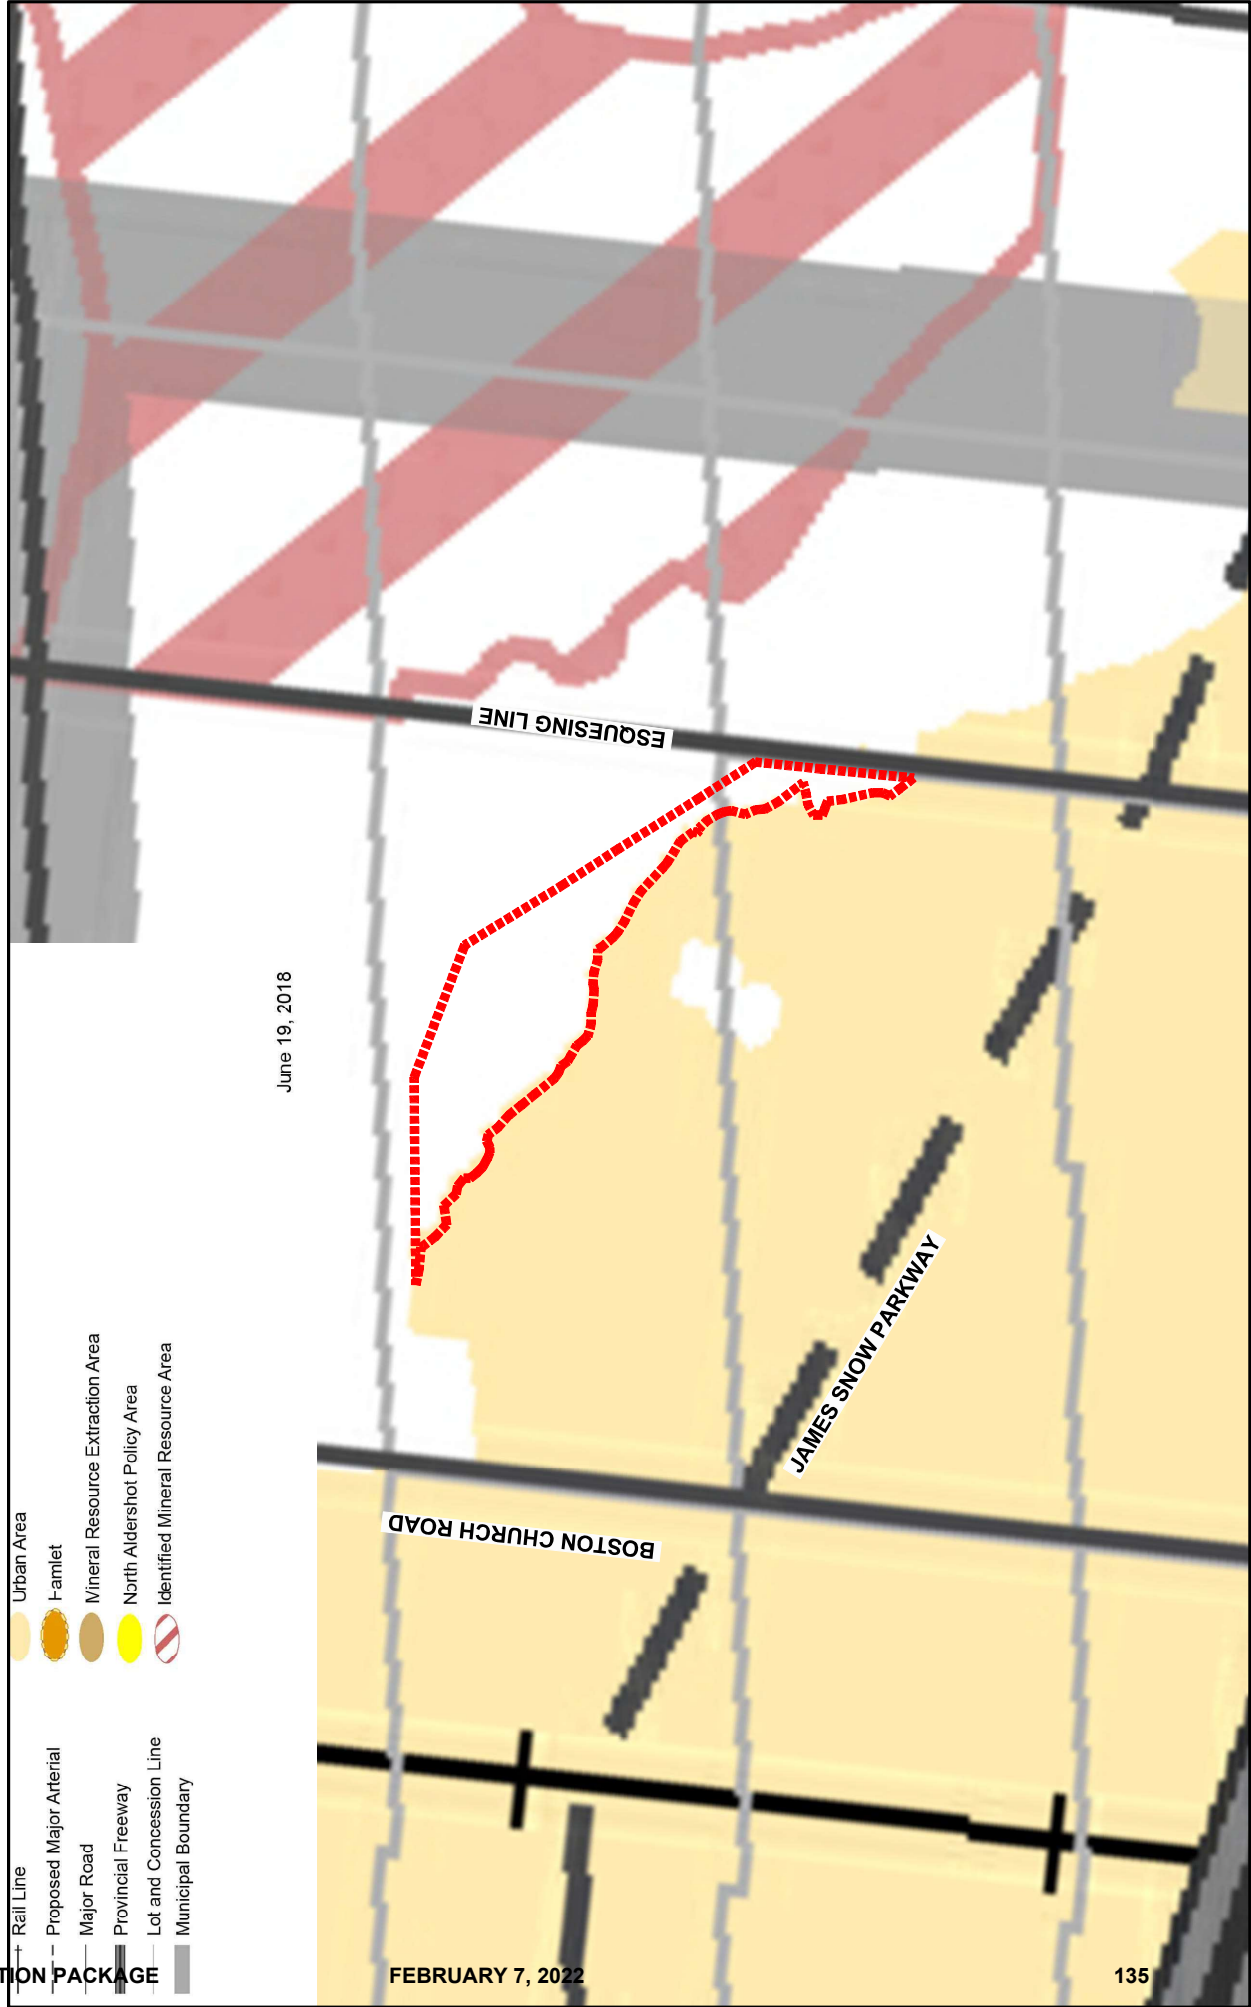 Rail Line
Proposed Major Arterial
Major Road
Provincial Freeway
Lot and Concession Line
Municipal Boundary
Urban Area
Hamlet
Mineral Resource Extraction Area
North Aldershot Policy Area
Identified Mineral Resource Area
June 19, 2018
ESQUESING LINE
JAMES SNOW PARKWAY
BOSTON CHURCH ROAD
TION PACKAGE
FEBRUARY 7, 2022
135